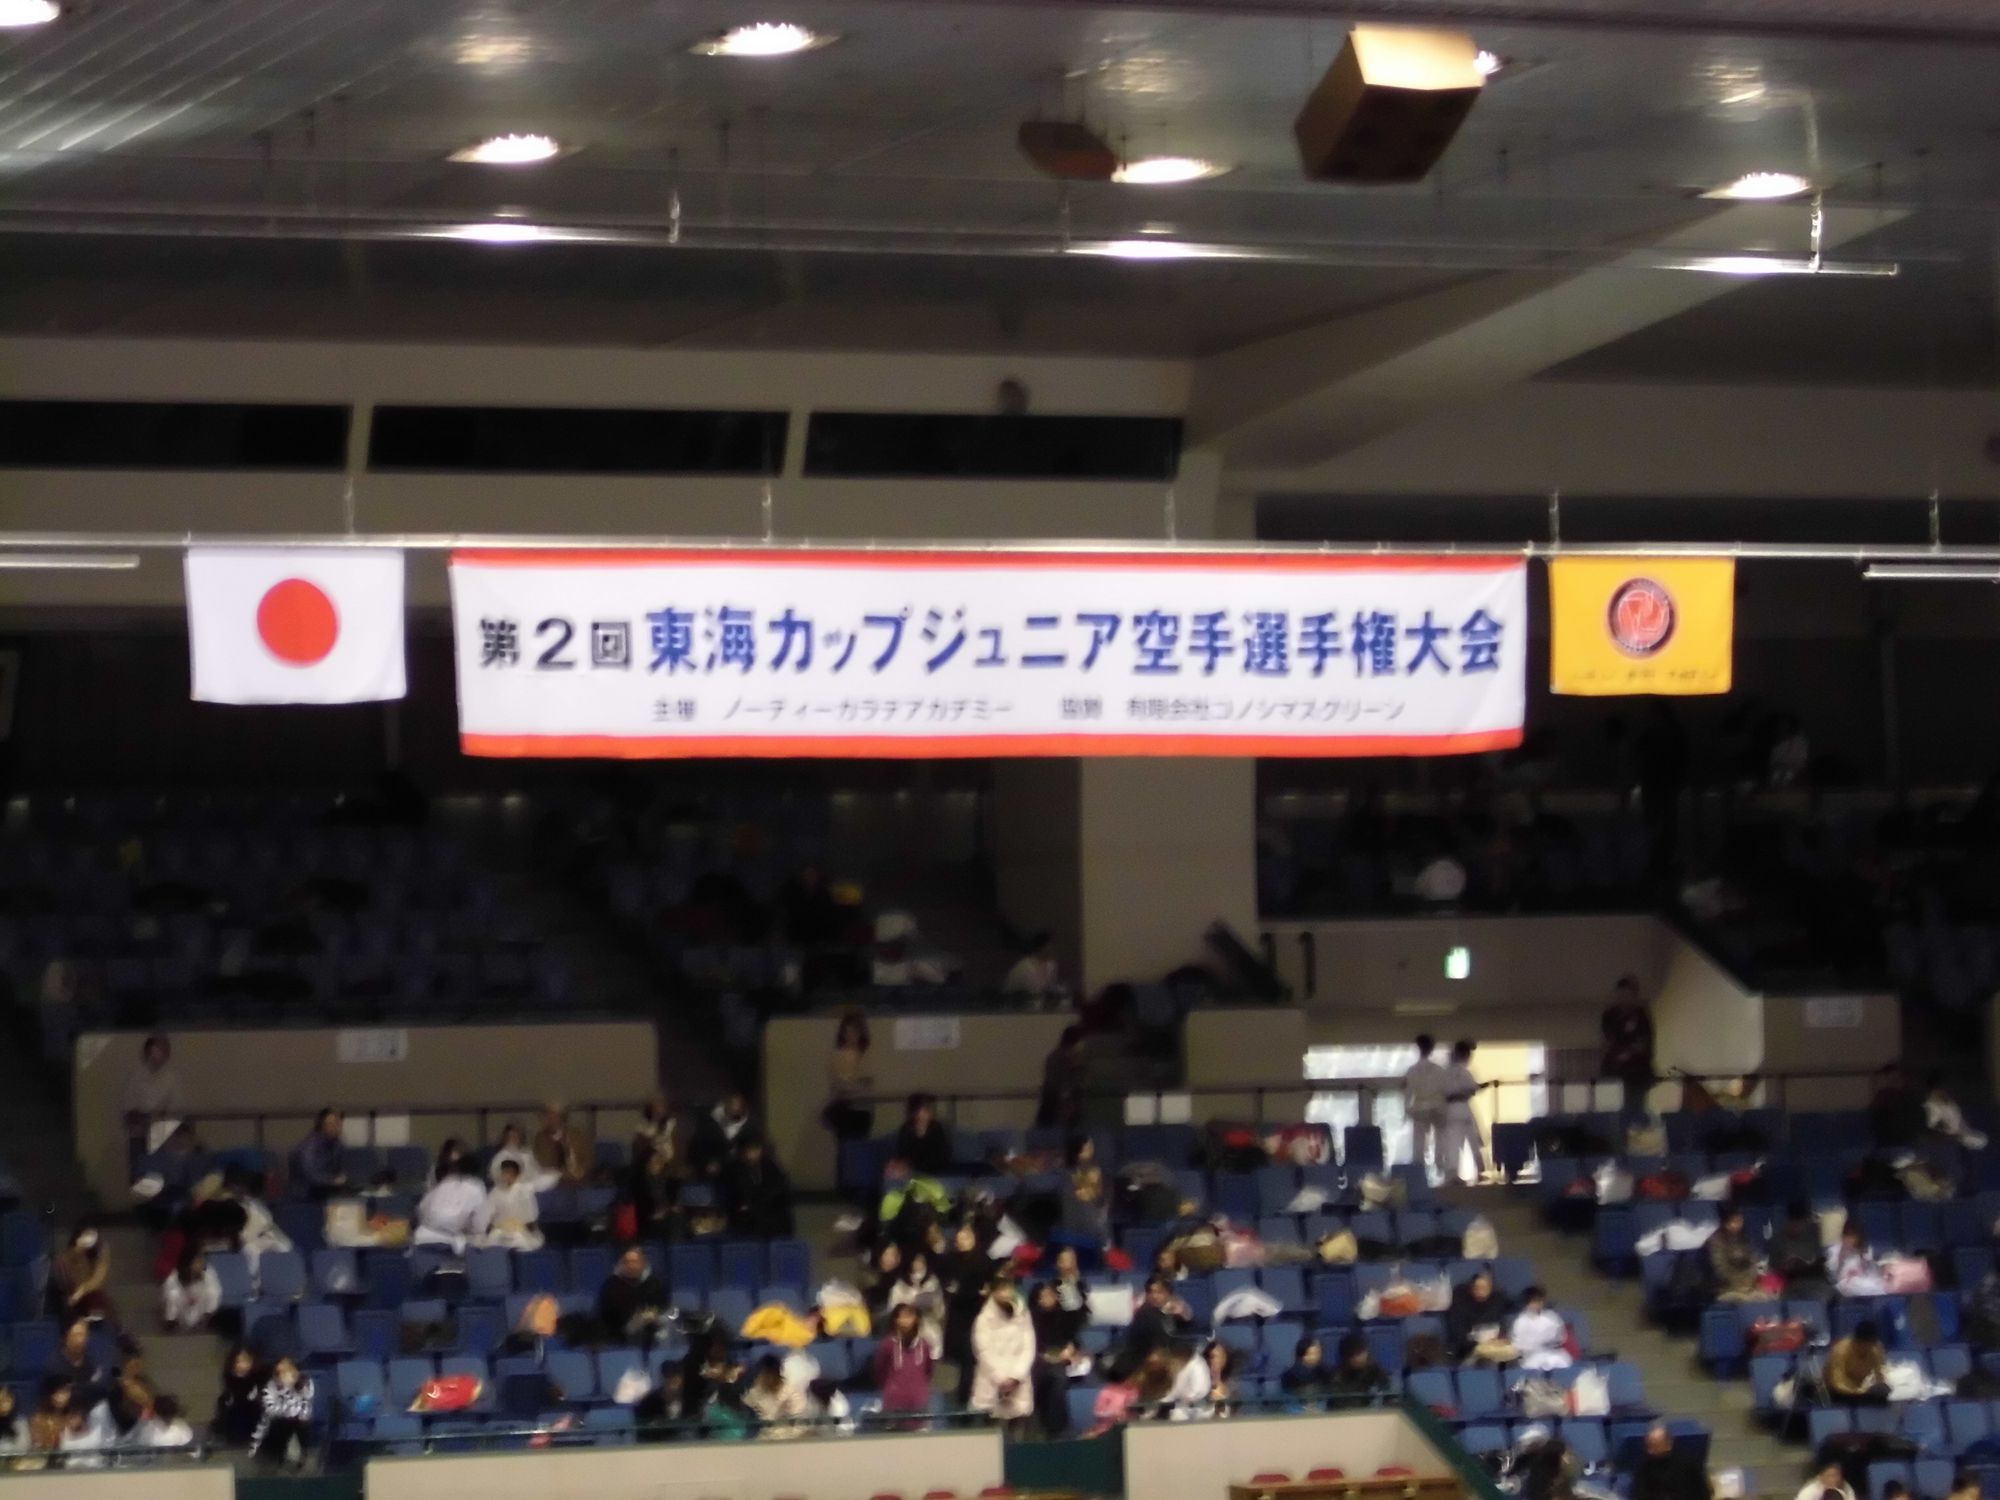 第2回東海カップジュニア空手選手権大会
主催 ノーティーカラテアカデミー 協賛 有限会社コノシマスグリーン